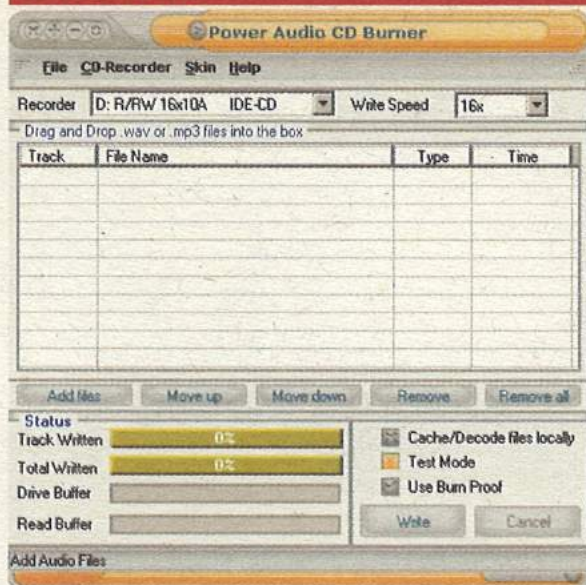 Power Audio CD Burner
File CD-Recorder Skin Help
Recorder D: R/RW 16x10A IDE-CD Write Speed 16x
Drag and Drop .wav or .mp3 files into the box
Track File Name Type Time
Add files Move up Move down Remove Remove all
Status
Track Written 0%
Cache/Decode files locally
Total Written 0%
Test Mode
Drive Buffer
Use Burn Proof
Read Buffer
Write Cancel
Add Audio Files